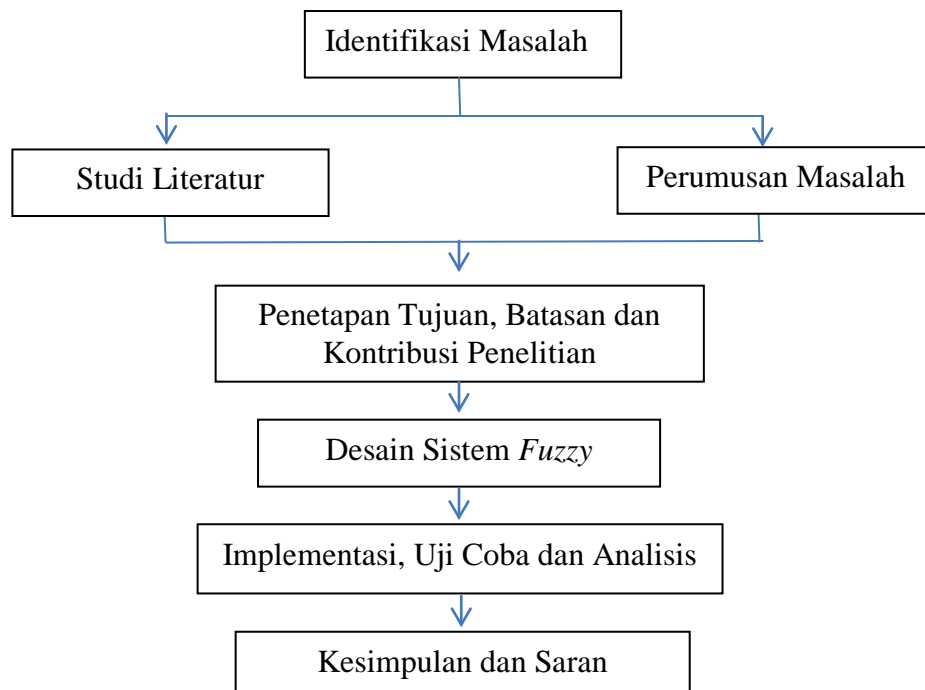 Identifikasi Masalah
Studi Literatur
Perumusan Masalah
Penetapan Tujuan, Batasan dan
Kontribusi Penelitian
Desain Sistem Fuzzy
Implementasi, Uji Coba dan Analisis
Kesimpulan dan Saran